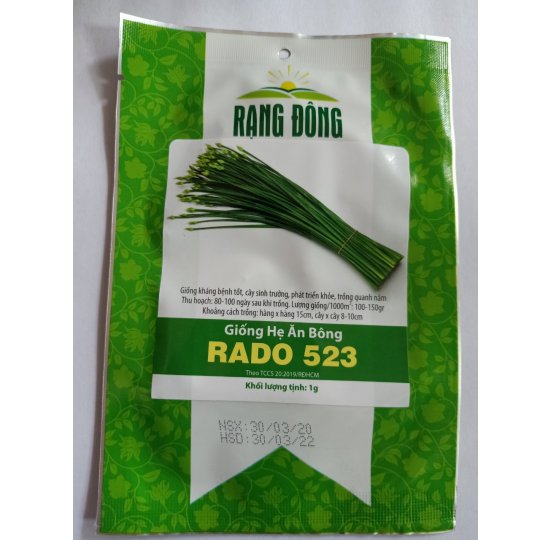 RẠNG ĐÔNG
Giống kháng bệnh tốt, cây sinh trưởng, phát triển khỏe, trồng quanh năm
Thu hoạch: 80-100 ngày sau khi trồng. Lượng giống/1000m²: 100-150gr
Khoảng cách trồng: hàng x hàng 15cm, cây x cây 8-10cm
Giống Hẹ Ăn Bông
RADO 523
Theo TCCS 20:2019/RĐHCM
Khối lượng tịnh: 1g
NSX:30/03/20
HSD:30/03/22